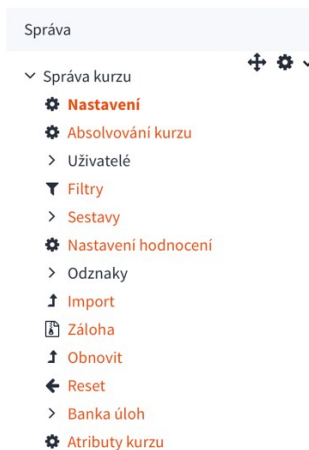 Správa
Správa kurzu
Nastavení
Absolvování kurzu
Uživatelé
Filtry
Sestavy
Nastavení hodnocení
Odznaky
Import
Záloha
Obnovit
Reset
Banka úloh
Atributy kurzu